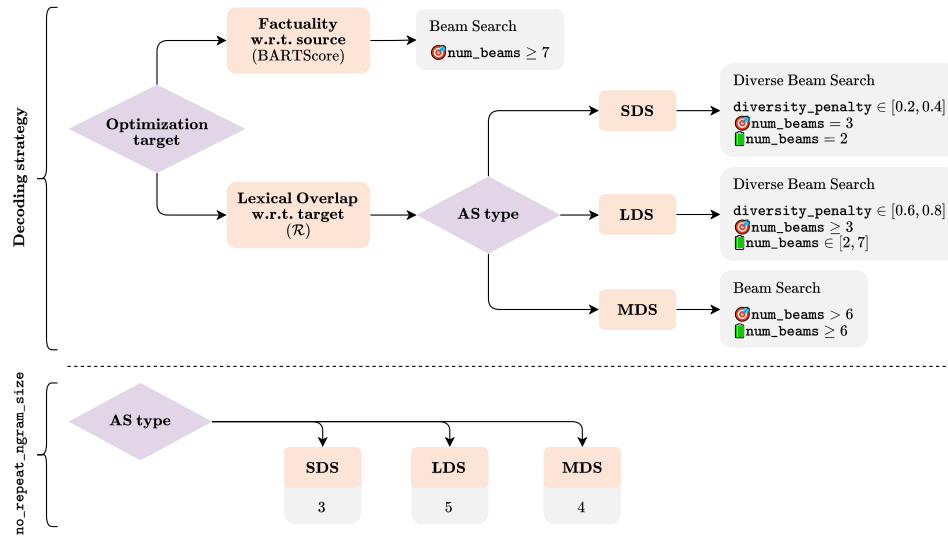 Decoding strategy
Optimization
target
Factuality
w.r.t. source
(BARTScore)
Beam Search
🎯num_beams ≥ 7
Lexical Overlap
w.r.t. target
(ℛ)
AS type
SDS
Diverse Beam Search
diversity_penalty ∈ [0.2, 0.4]
🎯num_beams = 3
🔋num_beams = 2
LDS
Diverse Beam Search
diversity_penalty ∈ [0.6, 0.8]
🎯num_beams ≥ 3
🔋num_beams ∈ [2, 7]
MDS
Beam Search
🎯num_beams > 6
🔋num_beams ≥ 6
no_repeat_ngram_size
AS type
SDS
3
LDS
5
MDS
4